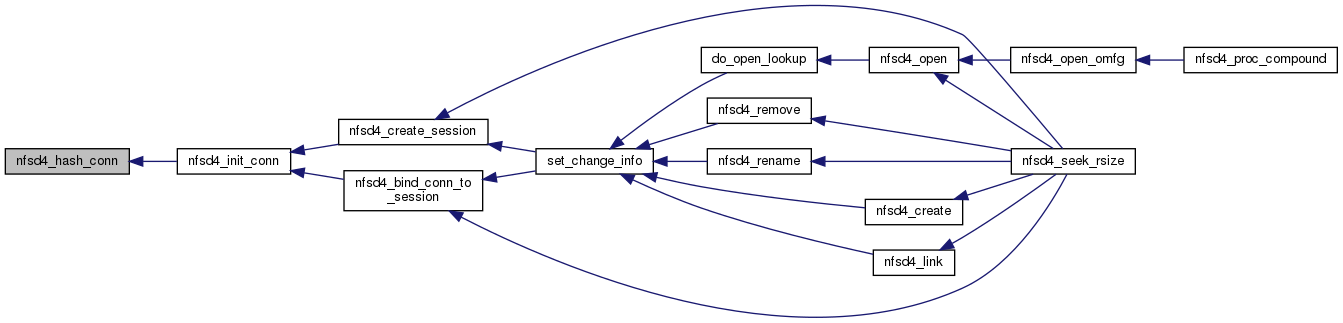 nfsd4_hash_conn
nfsd4_init_conn
nfsd4_create_session
nfsd4_bind_conn_to
_session
set_change_info
do_open_lookup
nfsd4_remove
nfsd4_rename
nfsd4_create
nfsd4_link
nfsd4_open
nfsd4_open_omfg
nfsd4_proc_compound
nfsd4_seek_rsize